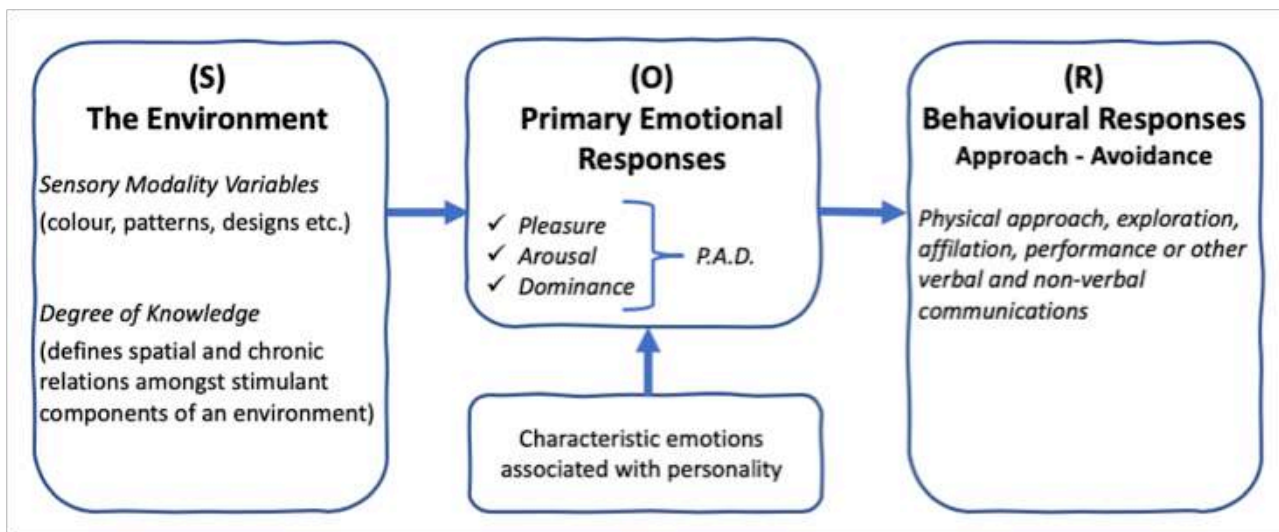 (S)
The Environment
Sensory Modality Variables
(colour, patterns, designs etc.)
Degree of Knowledge
(defines spatial and chronic
relations amongst stimulant
components of an environment)
(O)
Primary Emotional
Responses
✓ Pleasure
✓ Arousal
✓ Dominance
P.A.D.
Characteristic emotions
associated with personality
(R)
Behavioural Responses
Approach - Avoidance
Physical approach, exploration,
affilation, performance or other
verbal and non-verbal
communications